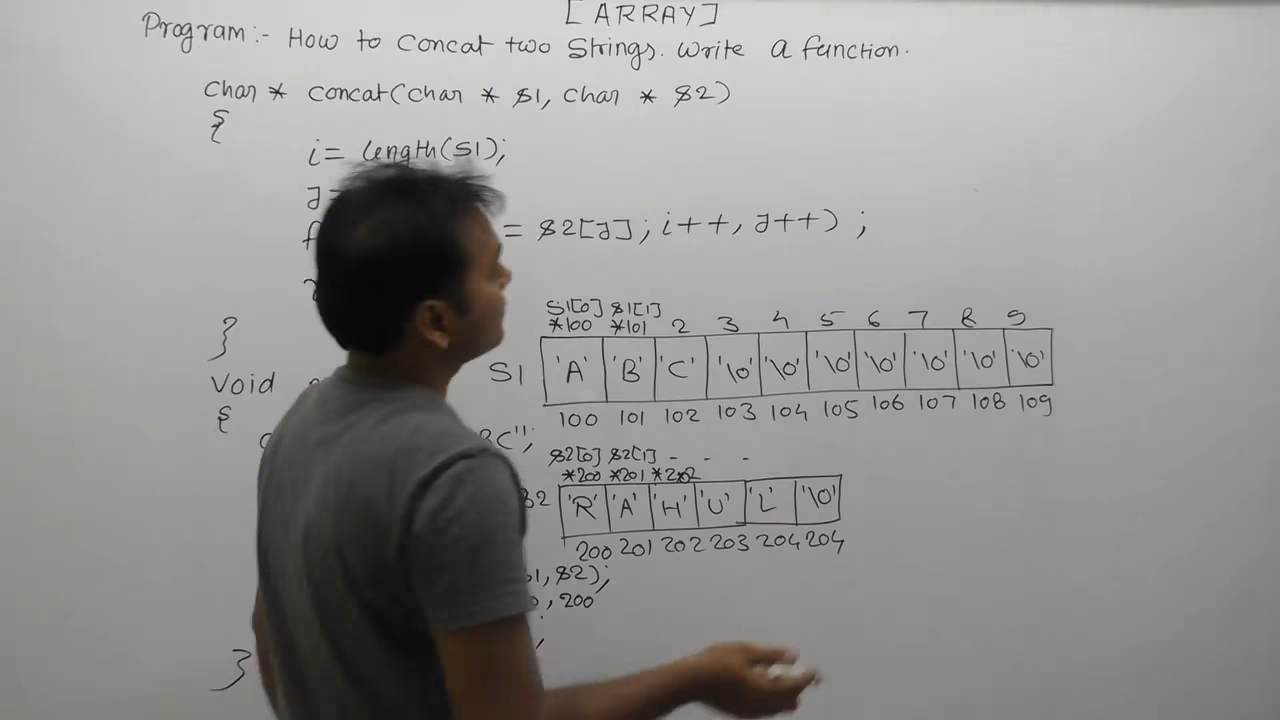 [ARRAY]
Program:- How to Concat two Strings. Write a function.
Char * concat(char * S1, char * S2)
{
i= length(S1);
J=
= S2[J]; i++, J++) ;
S1[0] S1[1]
*100 *101 2 3 4 5 6 7 8 9
}
S1 'A' 'B' 'C' '\0' '\0' '\0' '\0' '\0' '\0' '\0'
Void
100 101 102 103 104 105 106 107 108 109
{
BC";
S2[0] S2[1] - - -
*200 *201 *202
S2 'R' 'A' 'H' 'U' 'L' '\0'
200 201 202 203 204 204
S1, S2);
, 200
;
}